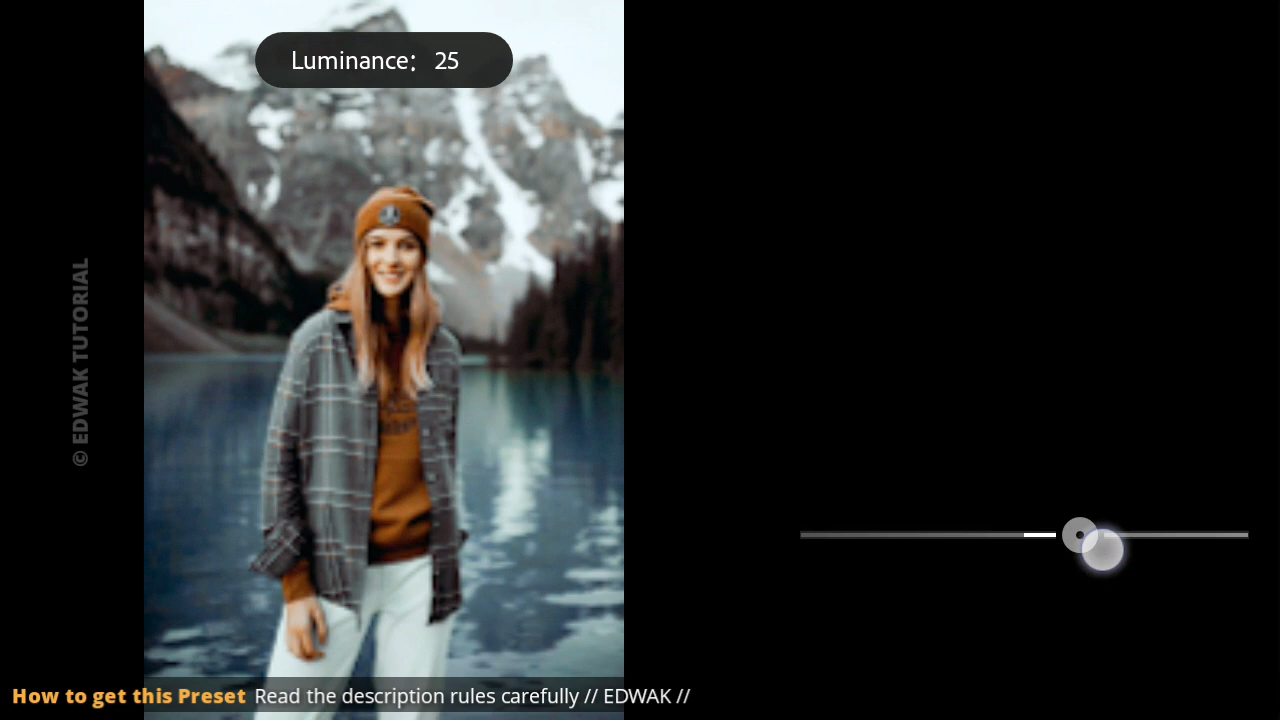 Luminance: 25
© EDWAK TUTORIAL
How to get this Preset Read the description rules carefully // EDWAK //